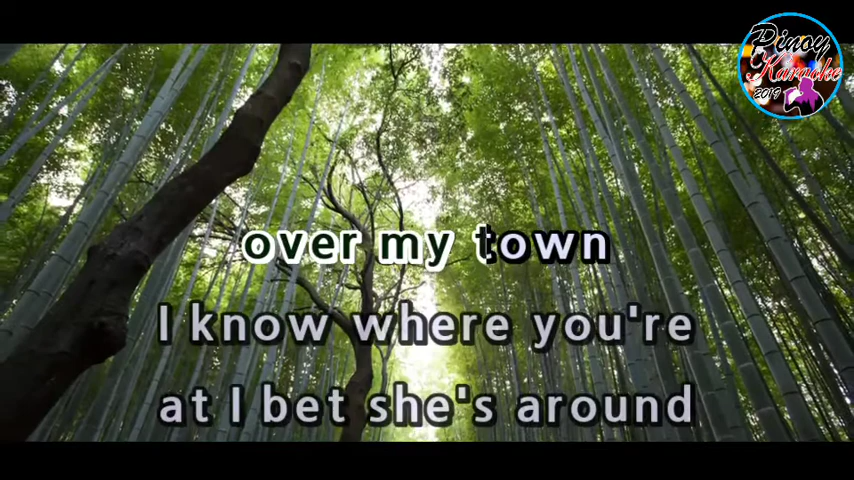 Pinoy
Karaoke
2019
over my town
I know where you're
at I bet she's around